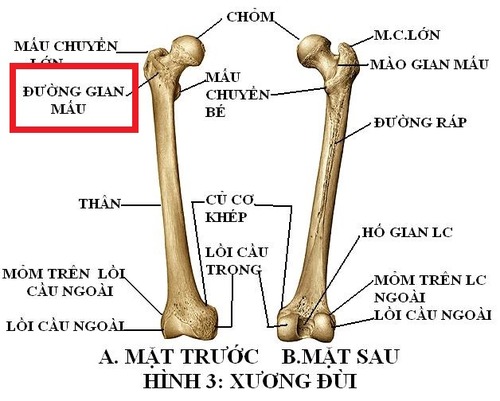 CHỎM
MẤU CHUYỂN
LỚN
M.C.LỚN
ĐƯỜNG GIAN
MẤU
MẤU
CHUYỂN
BÉ
MÀO GIAN MẤU
ĐƯỜNG RÁP
THÂN
CỦ CƠ
KHÉP
HỐ GIAN LC
LỒI CẦU
TRONG
MỎM TRÊN LỒI
CẦU NGOÀI
MỎM TRÊN LC
NGOÀI
LỒI CẦU NGOÀI
LỒI CẦU NGOÀI
A. MẶT TRƯỚC B.MẶT SAU
HÌNH 3: XƯƠNG ĐÙI